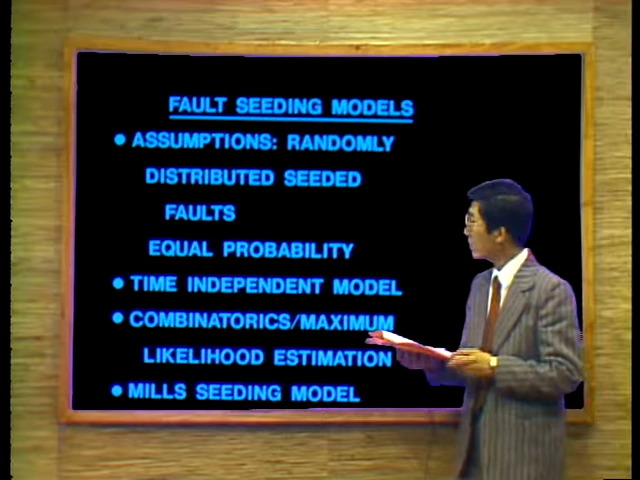 FAULT SEEDING MODELS
● ASSUMPTIONS: RANDOMLY
DISTRIBUTED SEEDED
FAULTS
EQUAL PROBABILITY
● TIME INDEPENDENT MODEL
● COMBINATORICS/MAXIMUM
LIKELIHOOD ESTIMATION
● MILLS SEEDING MODEL